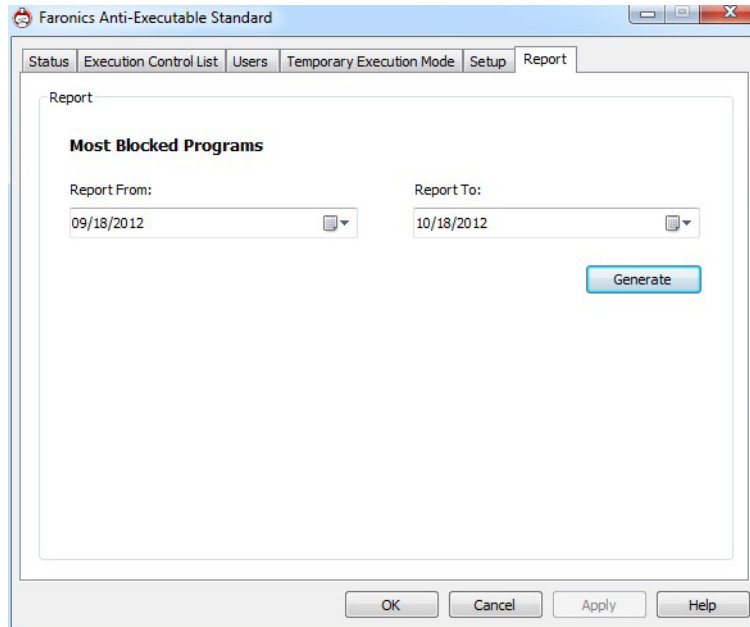 Faronics Anti-Executable Standard
Status Execution Control List Users Temporary Execution Mode Setup Report
Report
Most Blocked Programs
Report From: Report To:
09/18/2012 10/18/2012
Generate
OK Cancel Apply Help